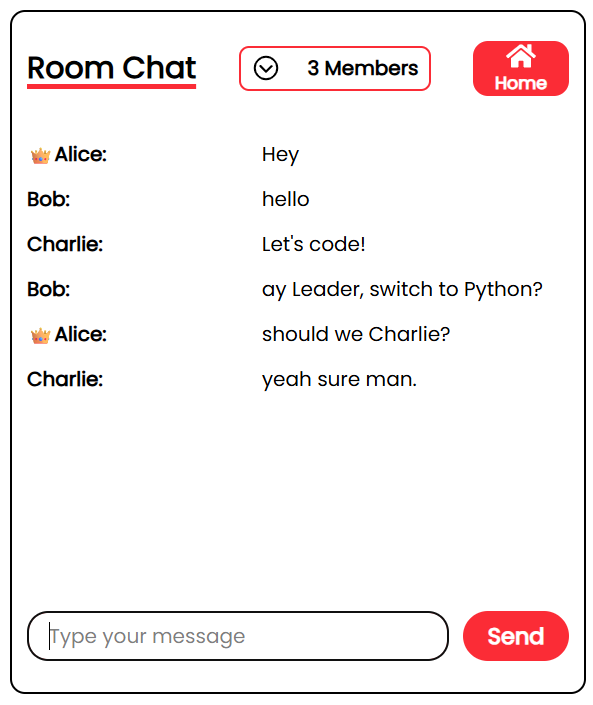 Room Chat 3 Members Home
Alice: Hey
Bob: hello
Charlie: Let's code!
Bob: ay Leader, switch to Python?
Alice: should we Charlie?
Charlie: yeah sure man.
Type your message Send